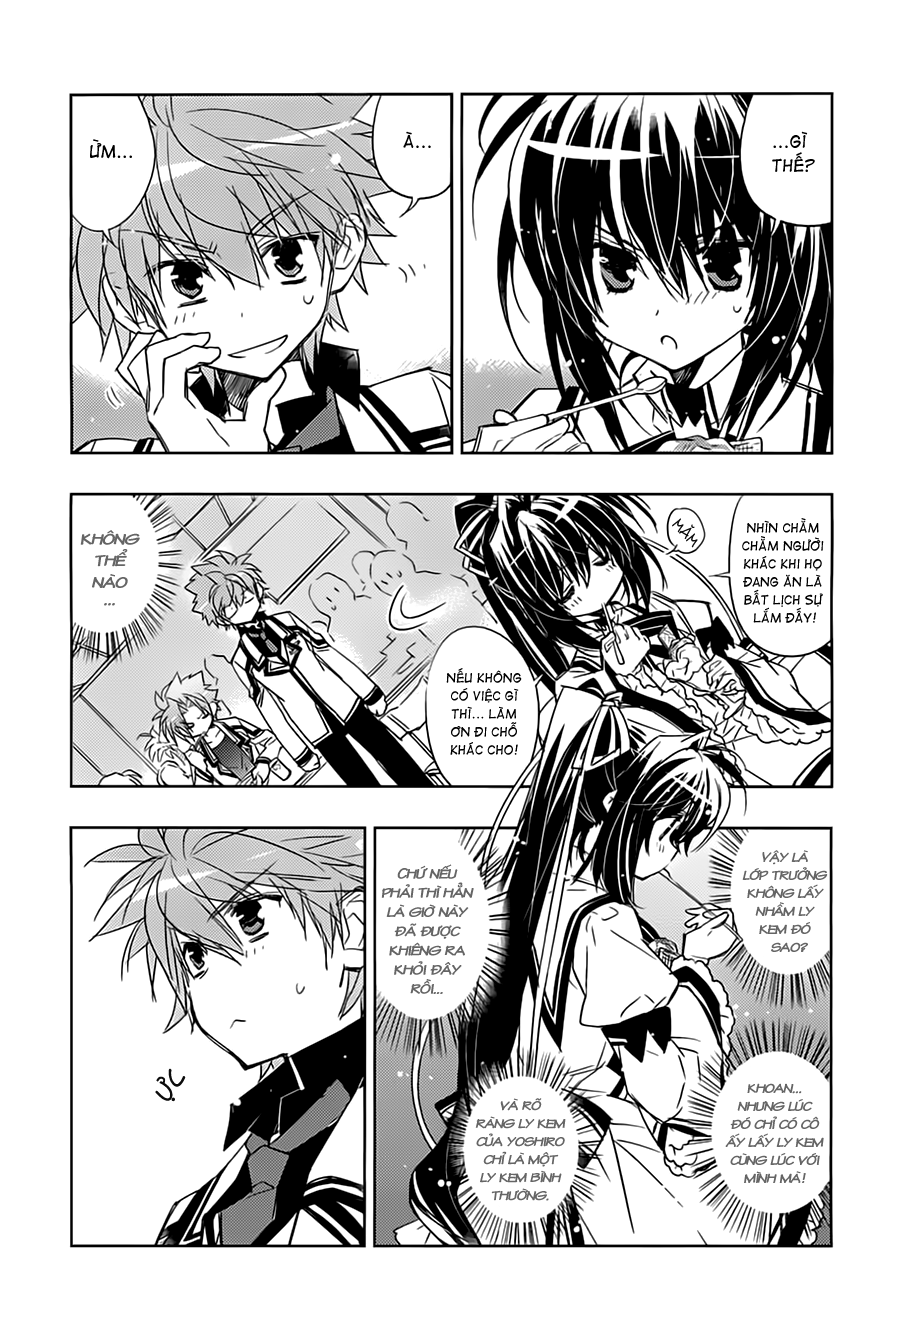 ...GÌ
THẾ?
À...
ỪM...
NHÌN CHẰM
CHẰM NGƯỜI
KHÁC KHI HỌ
ĐANG ĂN LÀ
BẤT LỊCH SỰ
LẮM ĐẤY!
MĂM
NẾU KHÔNG
CÓ VIỆC GÌ
THÌ... LÀM
ƠN ĐI CHỖ
KHÁC CHO!
KHÔNG
THỂ
NÀO
...
VẬY LÀ
LỚP TRƯỞNG
KHÔNG LẤY
NHẦM LY
KEM ĐÓ
SAO?
CHỨ NẾU
PHẢI THÌ HẲN
LÀ GIỜ NÀY
ĐÃ ĐƯỢC
KHIÊNG RA
KHỎI ĐÂY
RỒI...
KHOAN...
NHƯNG LÚC
ĐÓ CHỈ CÓ CÔ
ẤY LẤY LY KEM
CÙNG LÚC VỚI
MÌNH MÀ!
VÀ RÕ
RÀNG LY KEM
CỦA YOSHIRO
CHỈ LÀ MỘT
LY KEM BÌNH
THƯỜNG.
ỰC